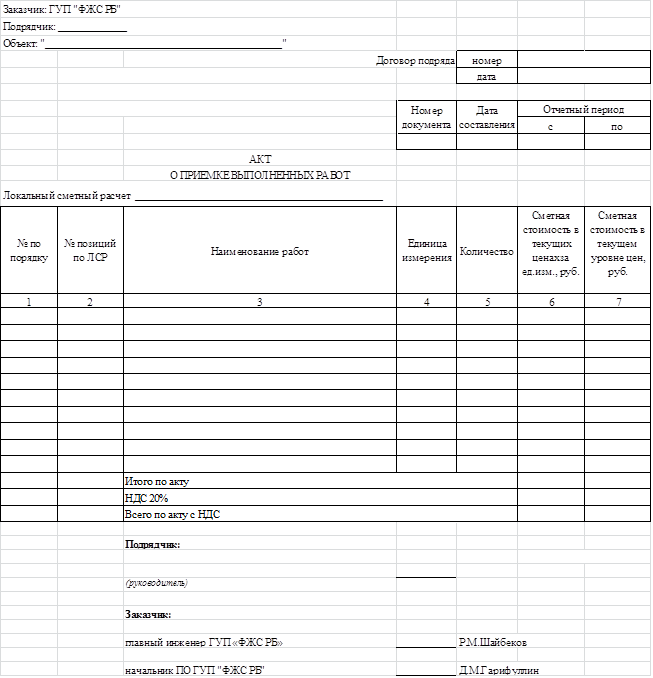 Заказчик: ГУП "ФЖС РБ"
Подрядчик: _____________
Объект: "_____________________________________________"
Договор подряда номер
дата
Номер документа Дата составления Отчетный период
с по
АКТ
О ПРИЕМКЕ ВЫПОЛНЕННЫХ РАБОТ
Локальный сметный расчет _______________________________________________
№ по порядку № позиций по ЛСР Наименование работ Единица измерения Количество Сметная стоимость в текущих ценахза ед.изм., руб. Сметная стоимость в текущем уровне цен, руб.
1 2 3 4 5 6 7
Итого по акту
НДС 20%
Всего по акту с НДС
Подрядчик:
(руководитель)
Заказчик:
главный инженер ГУП «ФЖС РБ» Р.М.Шайбеков
начальник ПО ГУП "ФЖС РБ" Д.М.Гарифуллин